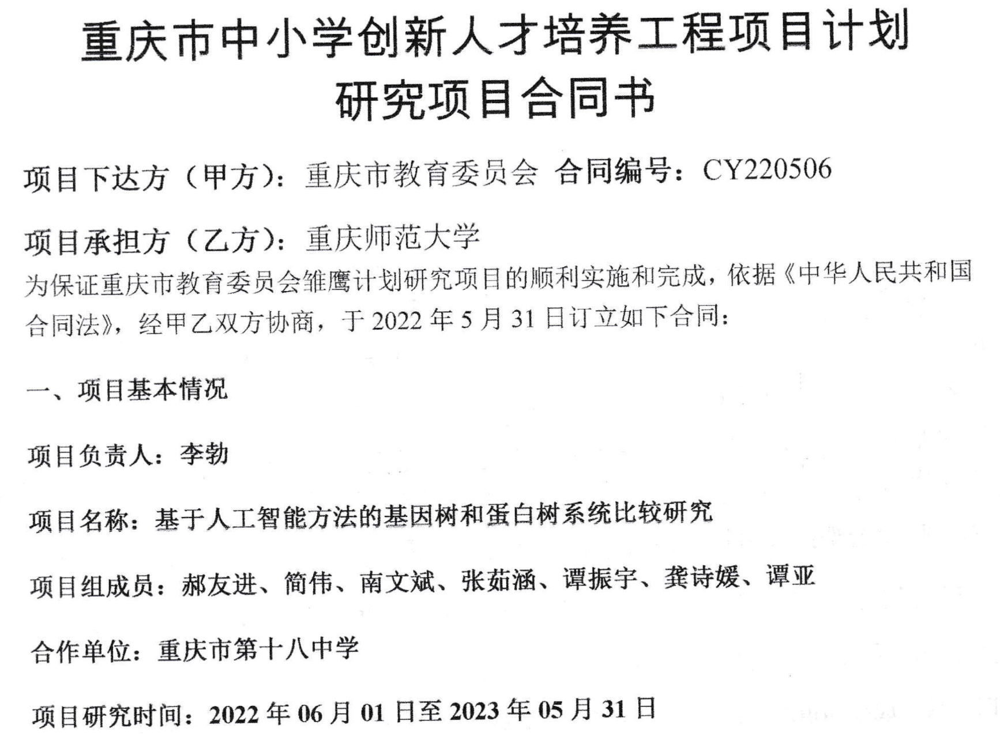 重庆市中小学创新人才培养工程项目计划
研究项目合同书
项目下达方（甲方）：重庆市教育委员会 合同编号：CY220506
项目承担方（乙方）：重庆师范大学
为保证重庆市教育委员会雏鹰计划研究项目的顺利实施和完成，依据《中华人民共和国
合同法》，经甲乙双方协商，于 2022 年 5 月 31 日订立如下合同：
一、项目基本情况
项目负责人：李勃
项目名称：基于人工智能方法的基因树和蛋白树系统比较研究
项目组成员：郝友进、简伟、南文斌、张茹涵、谭振宇、龚诗媛、谭亚
合作单位：重庆市第十八中学
项目研究时间：2022 年 06 月 01 日至 2023 年 05 月 31 日